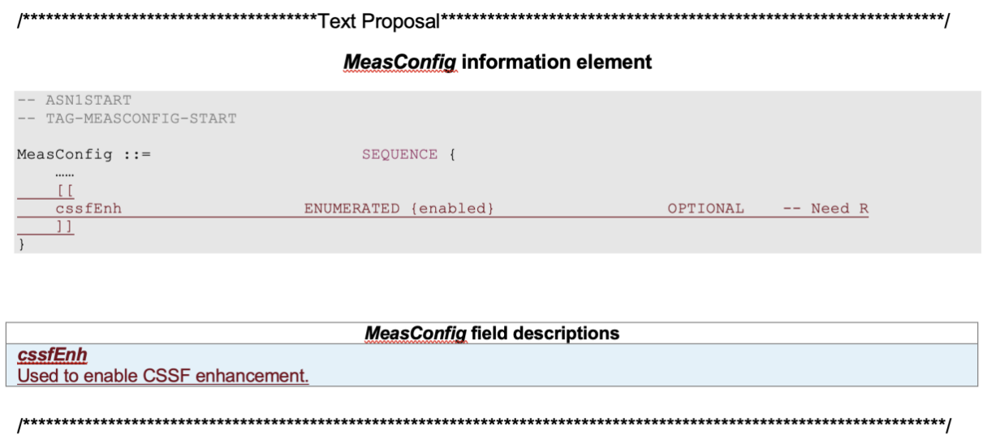 /**************************************Text Proposal******************************************************************/
MeasConfig information element
-- ASN1START
-- TAG-MEASCONFIG-START
MeasConfig ::= SEQUENCE {
……
[[
cssfEnh ENUMERATED {enabled} OPTIONAL -- Need R
]]
}
MeasConfig field descriptions
cssfEnh
Used to enable CSSF enhancement.
/************************************************************************************************************************/